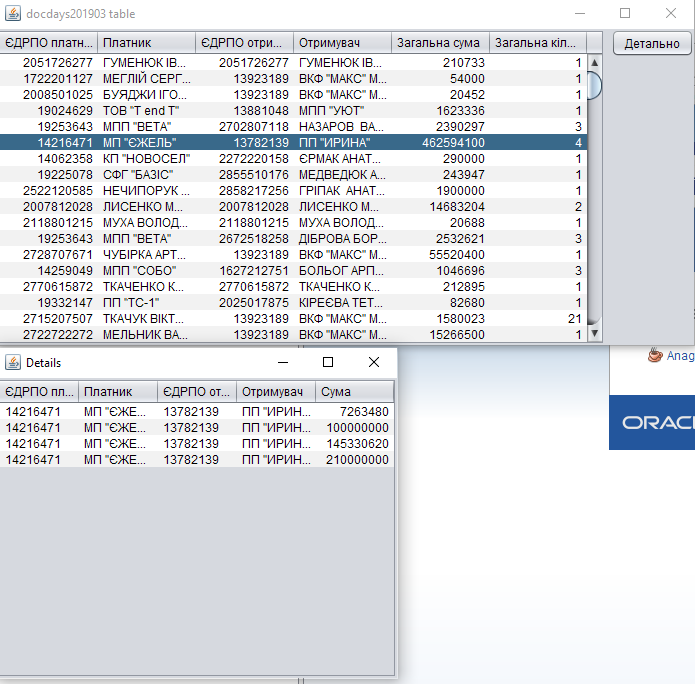 docdays201903 table
ЄДРПО платн... Платник ЄДРПО отри... Отримувач Загальна сума Загальна кіл... Детально
2051726277 ГУМЕНЮК ІВ... 2051726277 ГУМЕНЮК ІВ... 210733 1
1722201127 МЕГЛІЙ СЕРГ... 13923189 ВКФ "МАКС" М... 54000 1
2008501025 БУЯДЖИ ІГО... 13923189 ВКФ "МАКС" М... 20452 1
19024629 ТОВ "T end T" 13881048 МПП "УЮТ" 1623336 1
19253643 МПП "ВЕТА" 2702807118 НАЗАРОВ ВА... 2390297 3
14216471 МП "ЄЖЕЛЬ" 13782139 ПП "ИРИНА" 462594100 4
14062358 КП "НОВОСЕЛ" 2272220158 ЄРМАК АНАТ... 290000 1
19225078 СФГ "БАЗІС" 2855510176 МЕДВЕДЮК А... 243947 1
2522120585 НЕЧИПОРУК ... 2858217256 ГРІПАК АНАТ... 1900000 1
2007812028 ЛИСЕНКО М... 2007812028 ЛИСЕНКО М... 14683204 2
2118801215 МУХА ВОЛОД... 2118801215 МУХА ВОЛОД... 20688 1
19253643 МПП "ВЕТА" 2672518258 ДІБРОВА БОР... 2532621 3
2728707671 ЧУБІРКА АРТ... 13923189 ВКФ "МАКС" М... 55520400 1
14259049 МПП "СОБО" 1627212751 БОЛЬОГ АРП... 1046696 3
2770615872 ТКАЧЕНКО К... 2770615872 ТКАЧЕНКО К... 212895 1
19332147 ПП "ТС-1" 2025017875 КІРЕЄВА ТЕТ... 82680 1
2715207507 ТКАЧУК ВІКТ... 13923189 ВКФ "МАКС" М... 1580023 21
2722722272 МЕЛЬНИК ВА... 13923189 ВКФ "МАКС" М... 15266500 1
Details
ЄДРПО пл... Платник ЄДРПО от... Отримувач Сума
14216471 МП "ЄЖЕ... 13782139 ПП "ИРИН... 7263480
14216471 МП "ЄЖЕ... 13782139 ПП "ИРИН... 100000000
14216471 МП "ЄЖЕ... 13782139 ПП "ИРИН... 145330620
14216471 МП "ЄЖЕ... 13782139 ПП "ИРИН... 210000000
Anag
ORAC